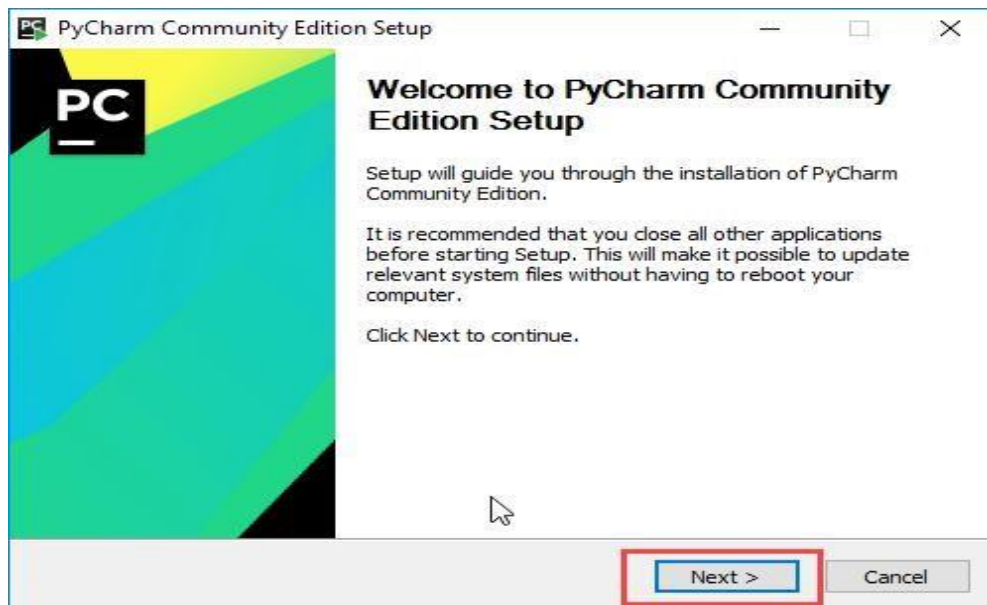 PyCharm Community Edition Setup
PC
Welcome to PyCharm Community
Edition Setup
Setup will guide you through the installation of PyCharm
Community Edition.
It is recommended that you close all other applications
before starting Setup. This will make it possible to update
relevant system files without having to reboot your
computer.
Click Next to continue.
Next >
Cancel